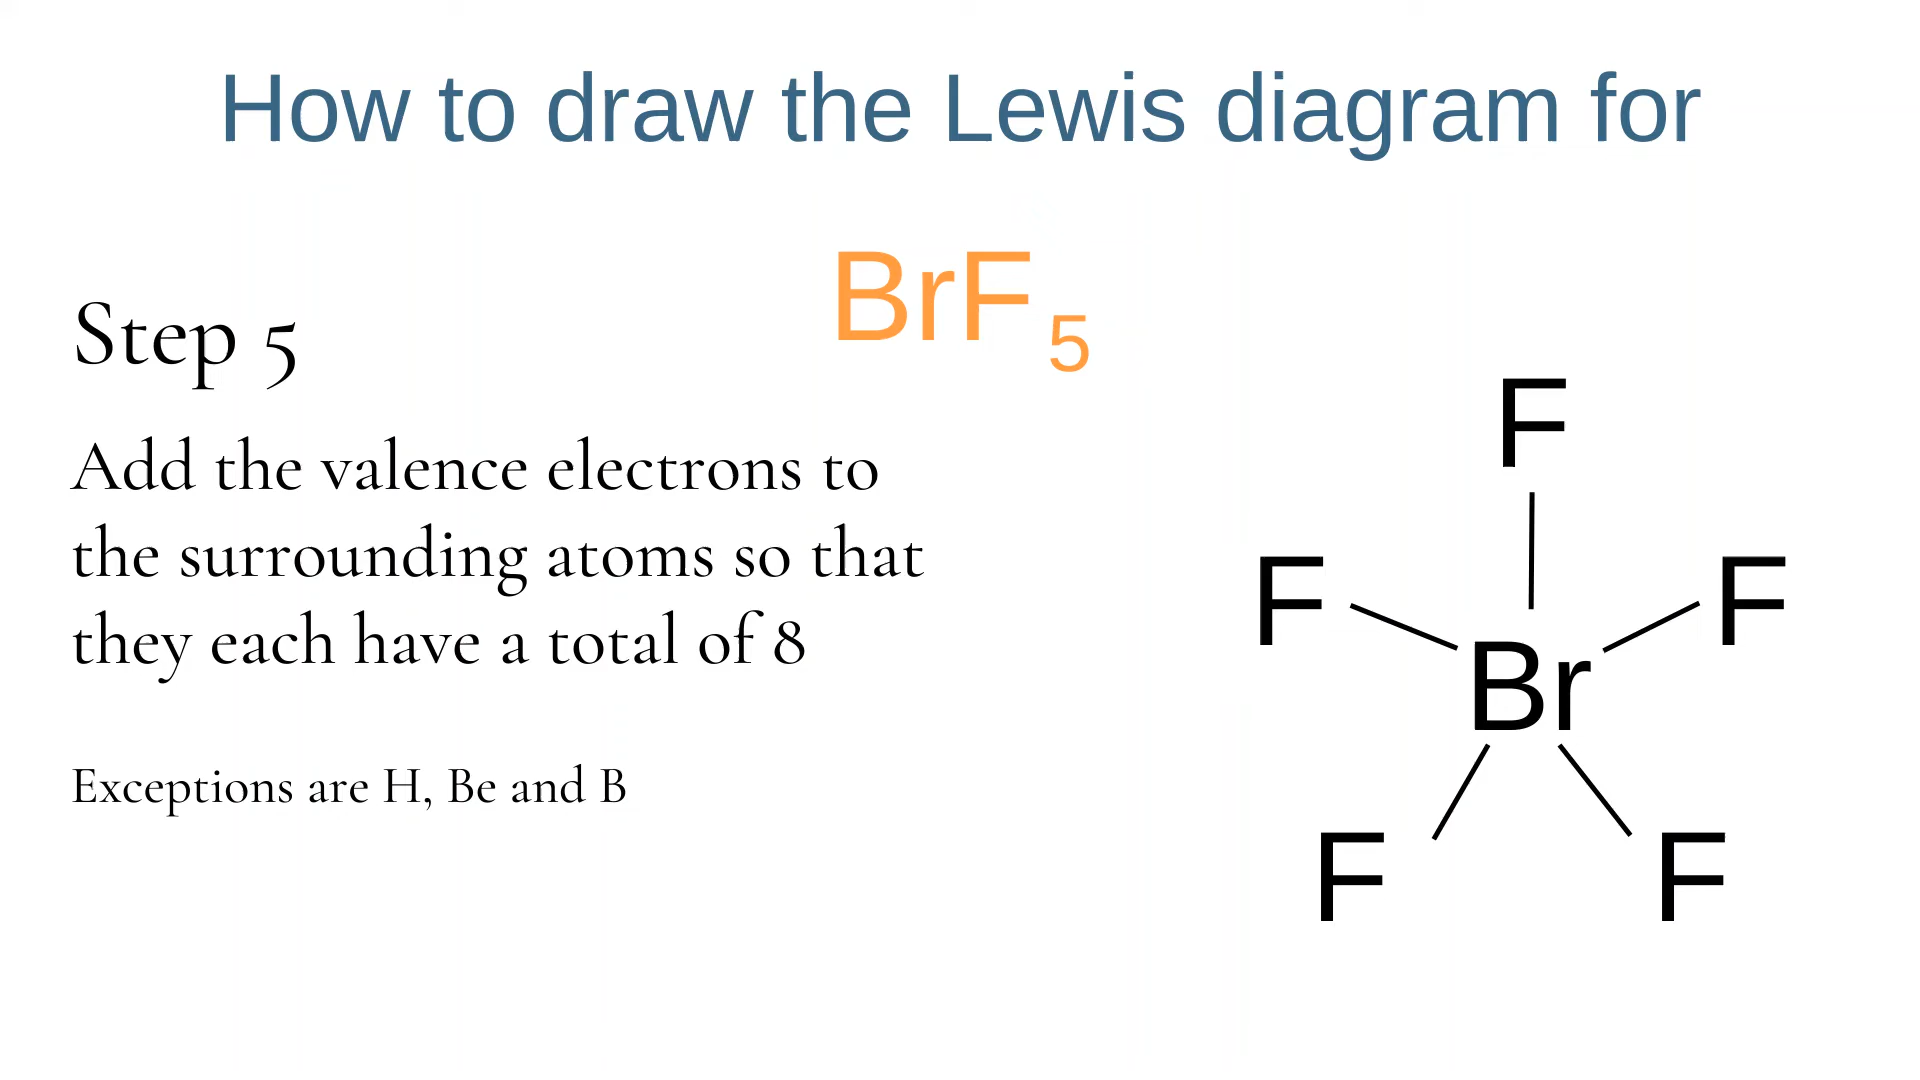 How to draw the Lewis diagram for
BrF5
Step 5
Add the valence electrons to
the surrounding atoms so that
they each have a total of 8
Exceptions are H, Be and B
F
F F
Br
F F